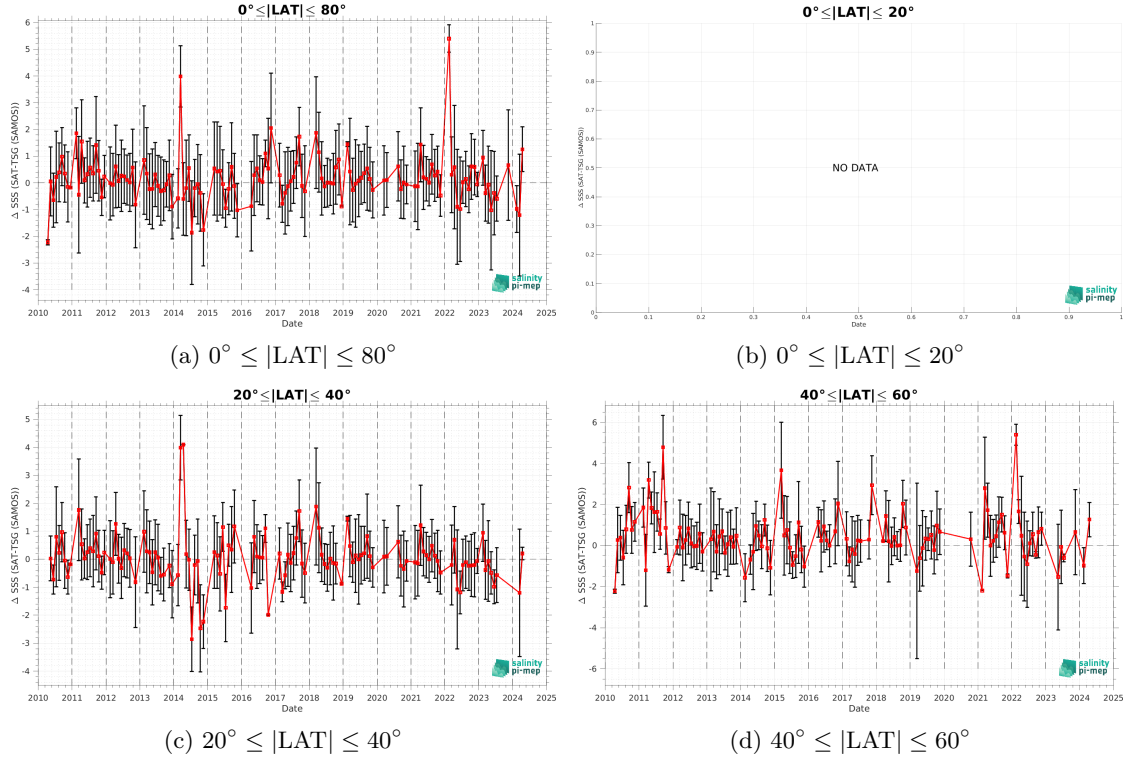 0°≤|LAT|≤ 80°
Δ SSS (SAT-TSG (SAMOS))
6
5
4
3
2
1
0
-1
-2
-3
-4
2010 2011 2012 2013 2014 2015 2016 2017 2018 2019 2020 2021 2022 2023 2024 2025
Date
salinity
pi-mep
(a) 0° ≤ |LAT| ≤ 80°
0°≤|LAT|≤ 20°
Δ SSS (SAT-TSG (SAMOS))
1
0.9
0.8
0.7
0.6
0.5
0.4
0.3
0.2
0.1
0
NO DATA
0 0.1 0.2 0.3 0.4 0.5 0.6 0.7 0.8 0.9 1
Date
salinity
pi-mep
(b) 0° ≤ |LAT| ≤ 20°
20°≤|LAT|≤ 40°
Δ SSS (SAT-TSG (SAMOS))
5
4
3
2
1
0
-1
-2
-3
-4
2010 2011 2012 2013 2014 2015 2016 2017 2018 2019 2020 2021 2022 2023 2024 2025
Date
salinity
pi-mep
(c) 20° ≤ |LAT| ≤ 40°
40°≤|LAT|≤ 60°
Δ SSS (SAT-TSG (SAMOS))
6
4
2
0
-2
-4
-6
2010 2011 2012 2013 2014 2015 2016 2017 2018 2019 2020 2021 2022 2023 2024 2025
Date
salinity
pi-mep
(d) 40° ≤ |LAT| ≤ 60°